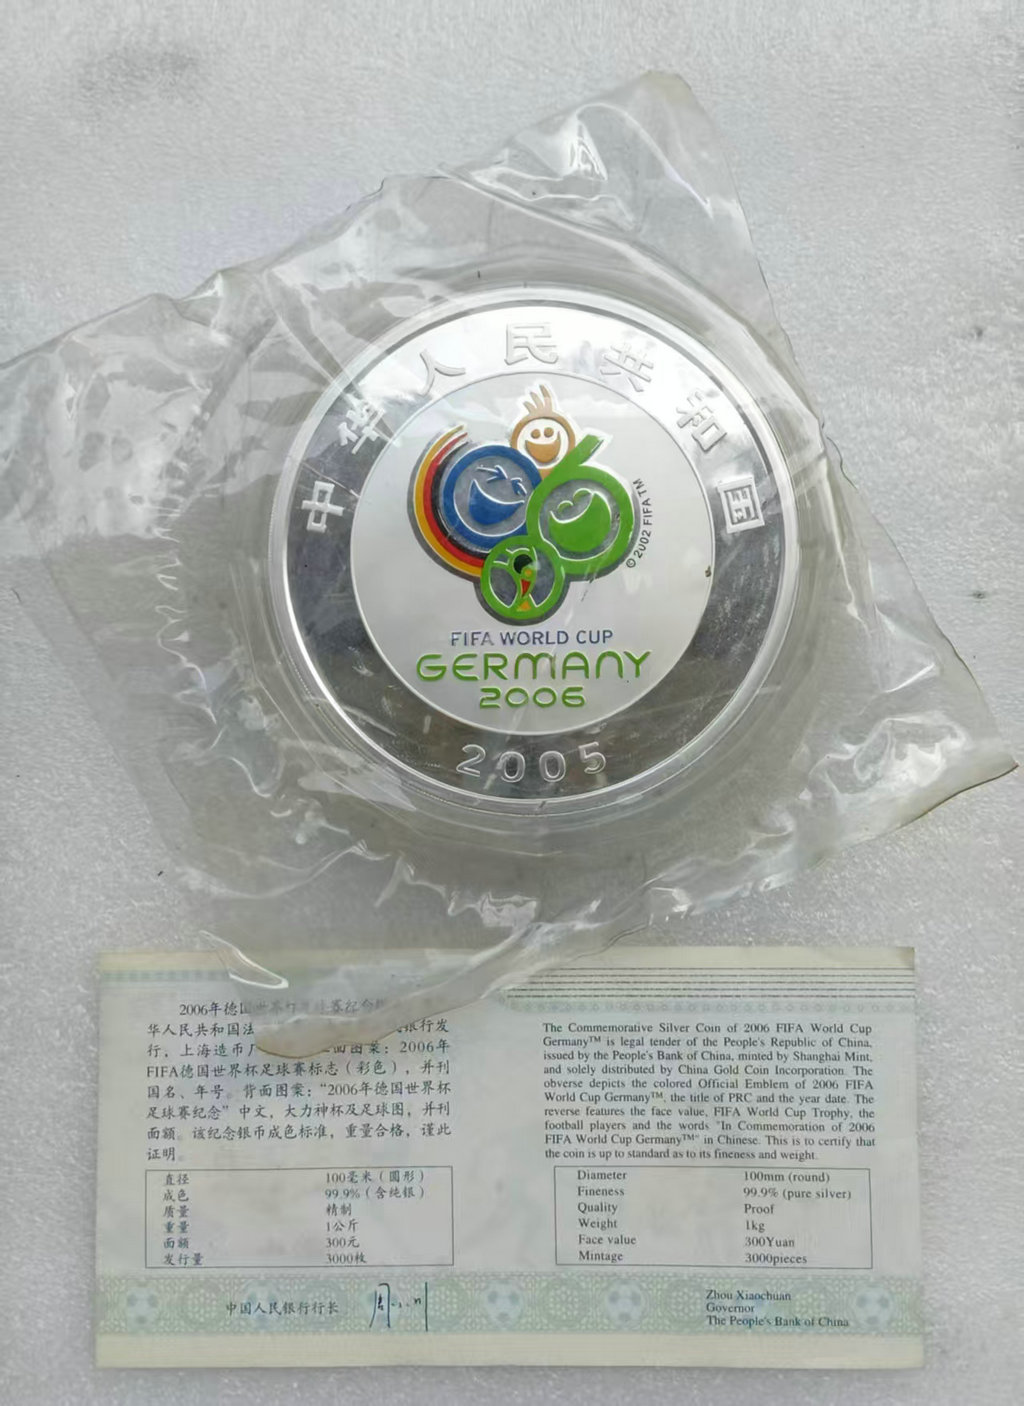 中华人民共和国
© 2002 FIFA TM
FIFA WORLD CUP
GERMANY
2006
2005
2006年德国世界杯足球赛纪念
华人民共和国法 银行发
行，上海造币厂 面图案：2006年
FIFA德国世界杯足球赛标志（彩色），并刊
国名、年号。背面图案：“2006年德国世界杯
足球赛纪念”中文，大力神杯及足球图，并刊
面额。该纪念银币成色标准，重量合格，谨此
证明。
直径 100毫米（圆形）
成色 99.9%（含纯银）
质量 精制
重量 1公斤
面额 300元
发行量 3000枚
中国人民银行行长
The Commemorative Silver Coin of 2006 FIFA World Cup
Germany™ is legal tender of the People's Republic of China,
issued by the People's Bank of China, minted by Shanghai Mint,
and solely distributed by China Gold Coin Incorporation. The
obverse depicts the colored Official Emblem of 2006 FIFA
World Cup Germany™, the title of PRC and the year date. The
reverse features the face value, FIFA World Cup Trophy, the
football players and the words "In Commemoration of 2006
FIFA World Cup Germany™" in Chinese. This is to certify that
the coin is up to standard as to its fineness and weight.
Diameter 100mm (round)
Fineness 99.9% (pure silver)
Quality Proof
Weight 1kg
Face value 300Yuan
Mintage 3000pieces
Zhou Xiaochuan
Governor
The People's Bank of China